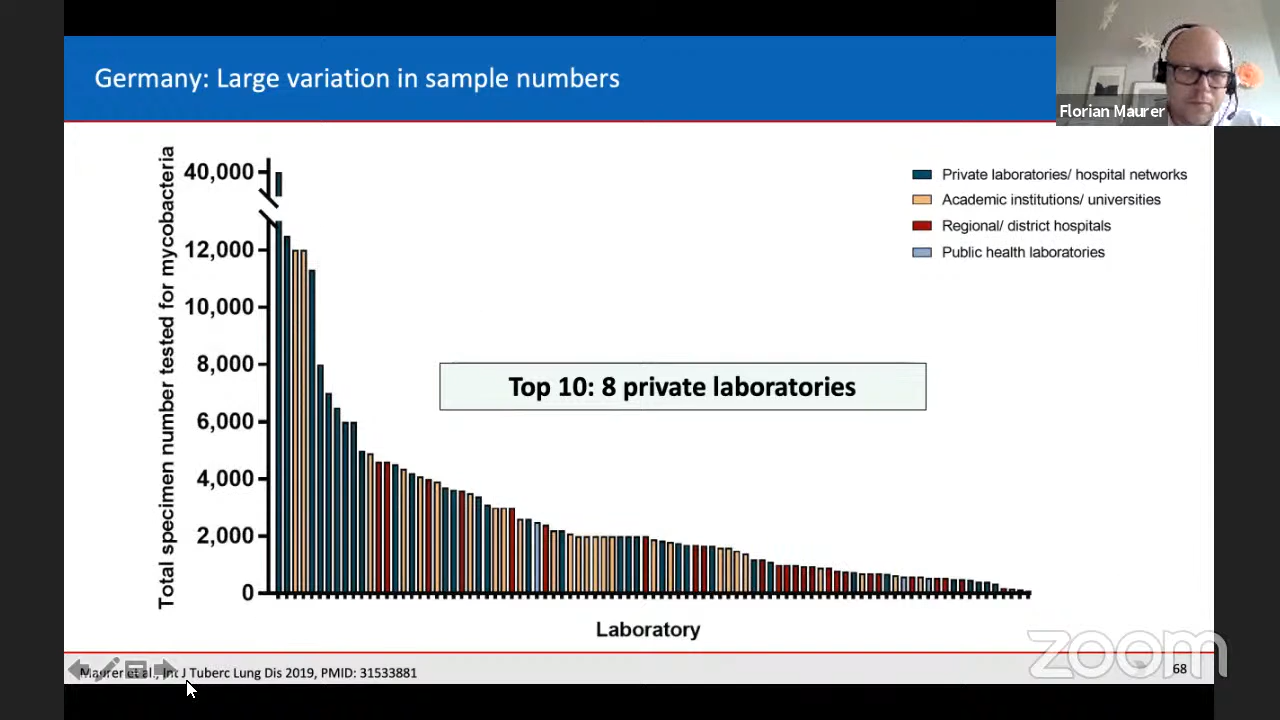 Germany: Large variation in sample numbers
Florian Maurer
Total specimen number tested for mycobacteria
40,000
12,000
10,000
8,000
6,000
4,000
2,000
0
Private laboratories/ hospital networks
Academic institutions/ universities
Regional/ district hospitals
Public health laboratories
Top 10: 8 private laboratories
Laboratory
zoom
Maurer et al., Int J Tuberc Lung Dis 2019, PMID: 31533881
68